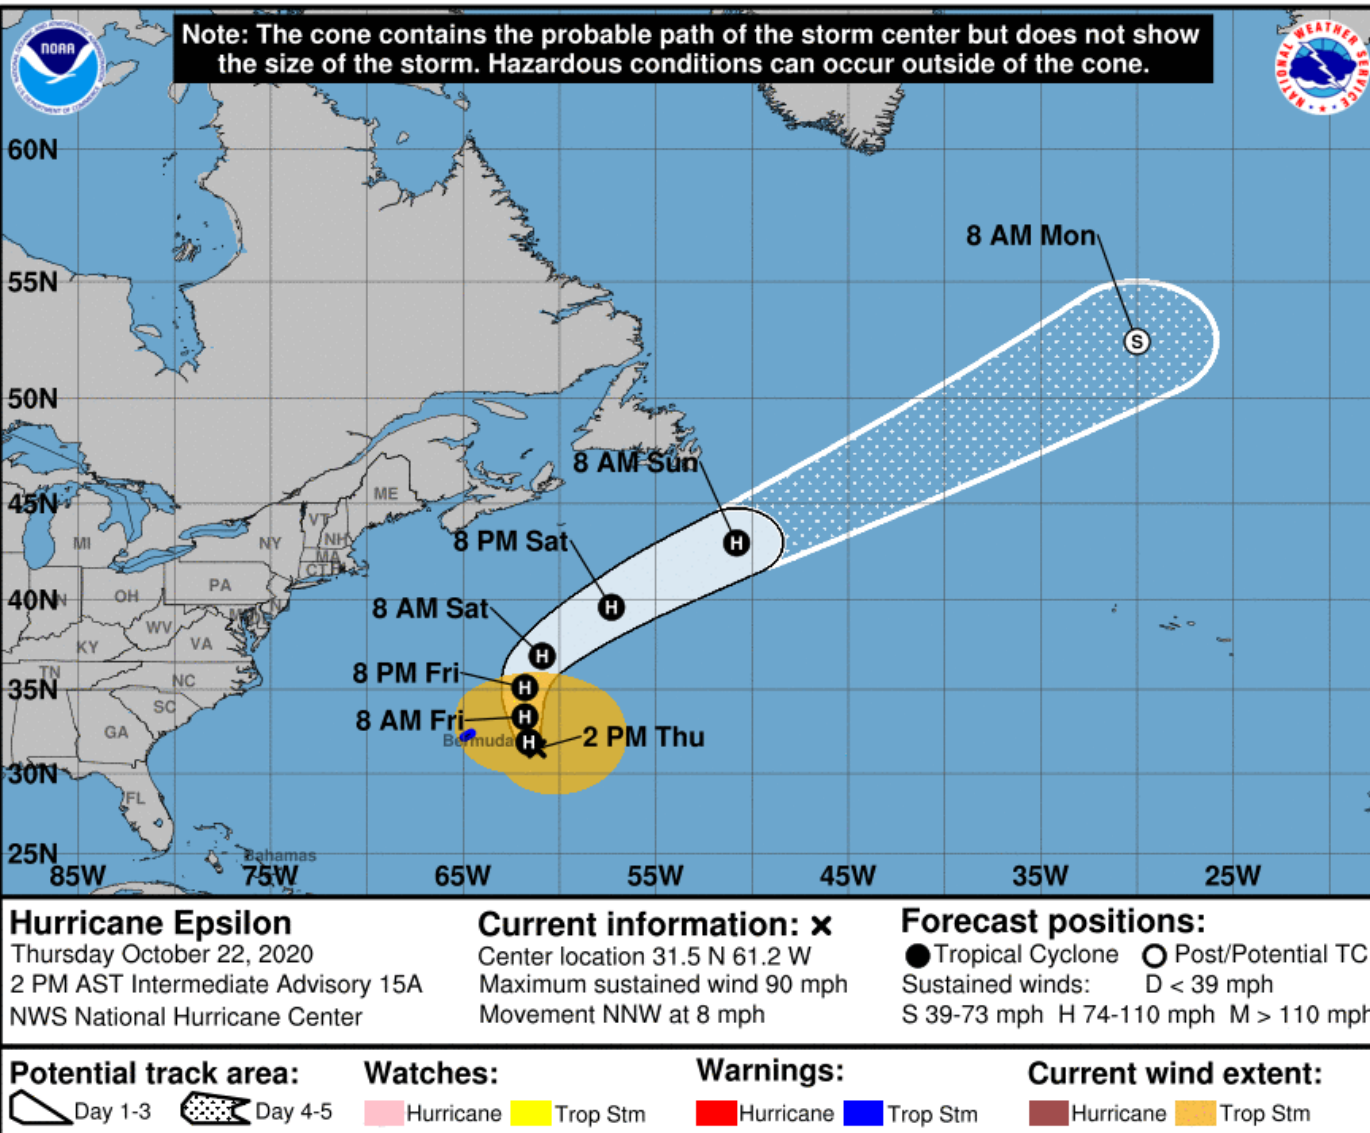 Note: The cone contains the probable path of the storm center but does not show
the size of the storm. Hazardous conditions can occur outside of the cone.
NOAA
NATIONAL WEATHER SERVICE
60N
8 AM Mon
55N
S
50N
8 AM Sun
45N
ME
VT
NH
MI
NY
MA
CT
8 PM Sat
H
PA
OH
40N
8 AM Sat
H
WV
VA
KY
H
TN
NC
8 PM Fri
H
35N
SC
8 AM Fri
H
GA
Bermuda
H
2 PM Thu
30N
FL
25N
Bahamas
85W 75W 65W 55W 45W 35W 25W
Hurricane Epsilon
Thursday October 22, 2020
2 PM AST Intermediate Advisory 15A
NWS National Hurricane Center
Current information: x
Center location 31.5 N 61.2 W
Maximum sustained wind 90 mph
Movement NNW at 8 mph
Forecast positions:
Tropical Cyclone Post/Potential TC
Sustained winds: D < 39 mph
S 39-73 mph H 74-110 mph M > 110 mph
Potential track area:
Day 1-3 Day 4-5
Watches:
Hurricane Trop Stm
Warnings:
Hurricane Trop Stm
Current wind extent:
Hurricane Trop Stm